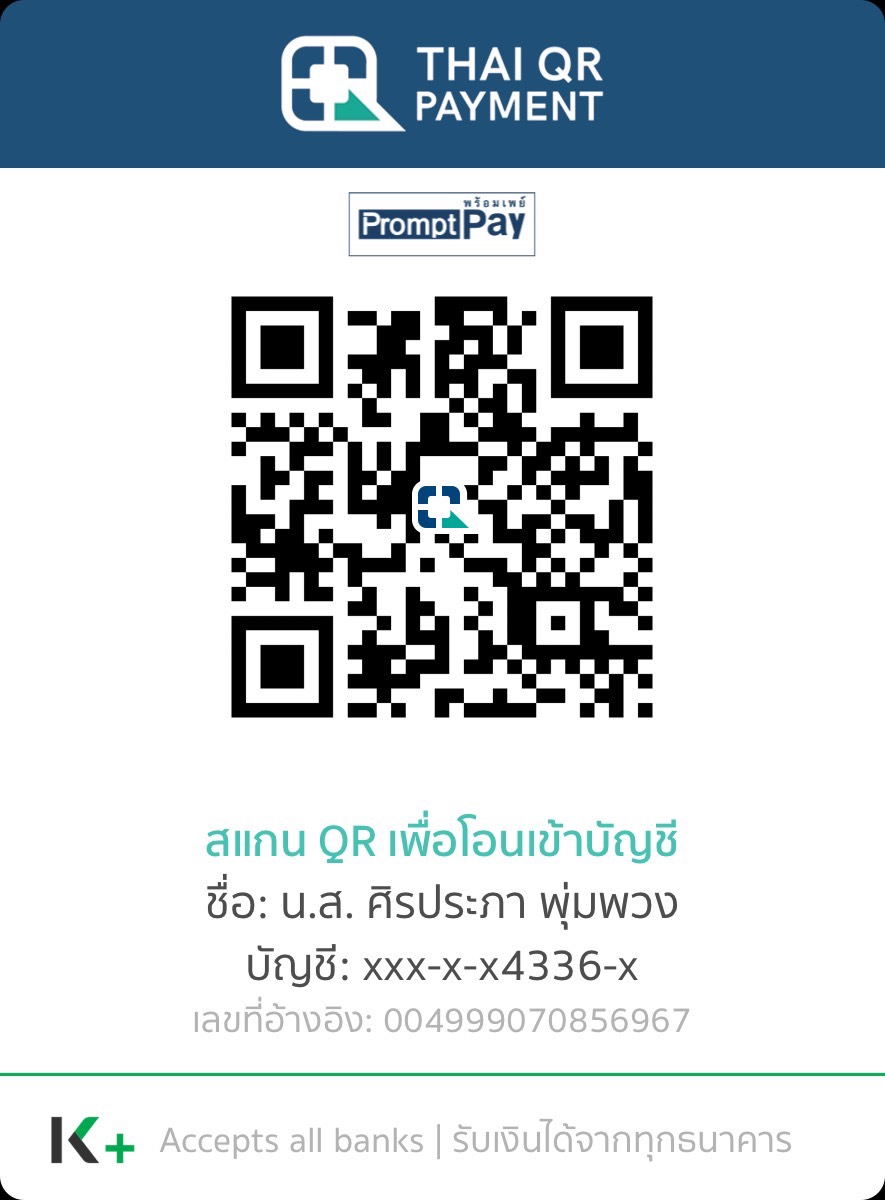 THAI QR
PAYMENT
พร้อมเพย์
PromptPay
สแกน QR เพื่อโอนเข้าบัญชี
ชื่อ: น.ส. ศิรประภา พุ่มพวง
บัญชี: xxx-x-x4336-x
เลขที่อ้างอิง: 004999070856967
K+ Accepts all banks | รับเงินได้จากทุกธนาคาร